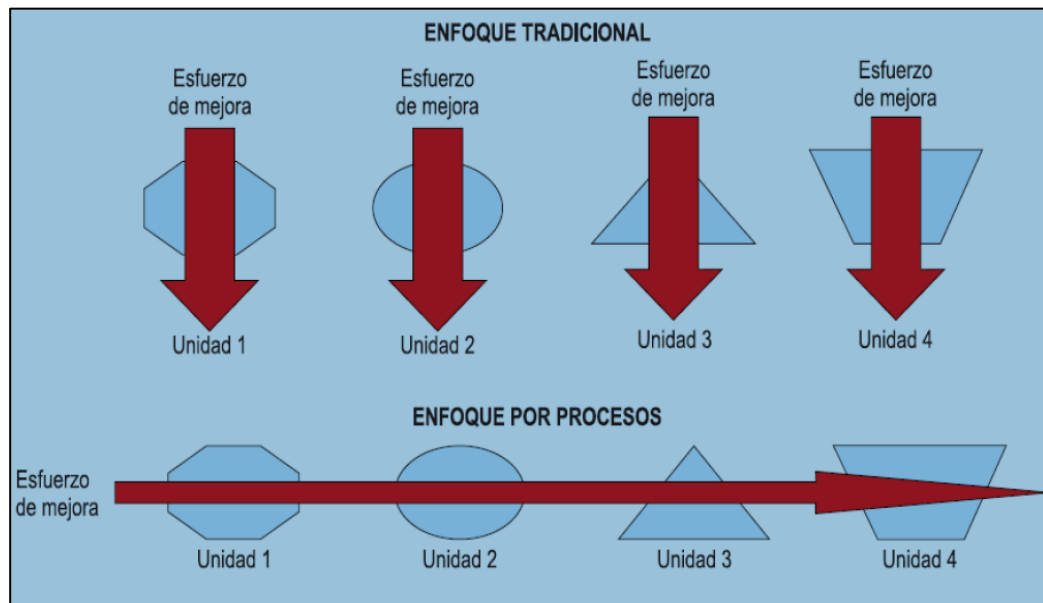 ENFOQUE TRADICIONAL
Esfuerzo
de mejora
Esfuerzo
de mejora
Esfuerzo
de mejora
Esfuerzo
de mejora
Unidad 1
Unidad 2
Unidad 3
Unidad 4
ENFOQUE POR PROCESOS
Esfuerzo
de mejora
Unidad 1
Unidad 2
Unidad 3
Unidad 4